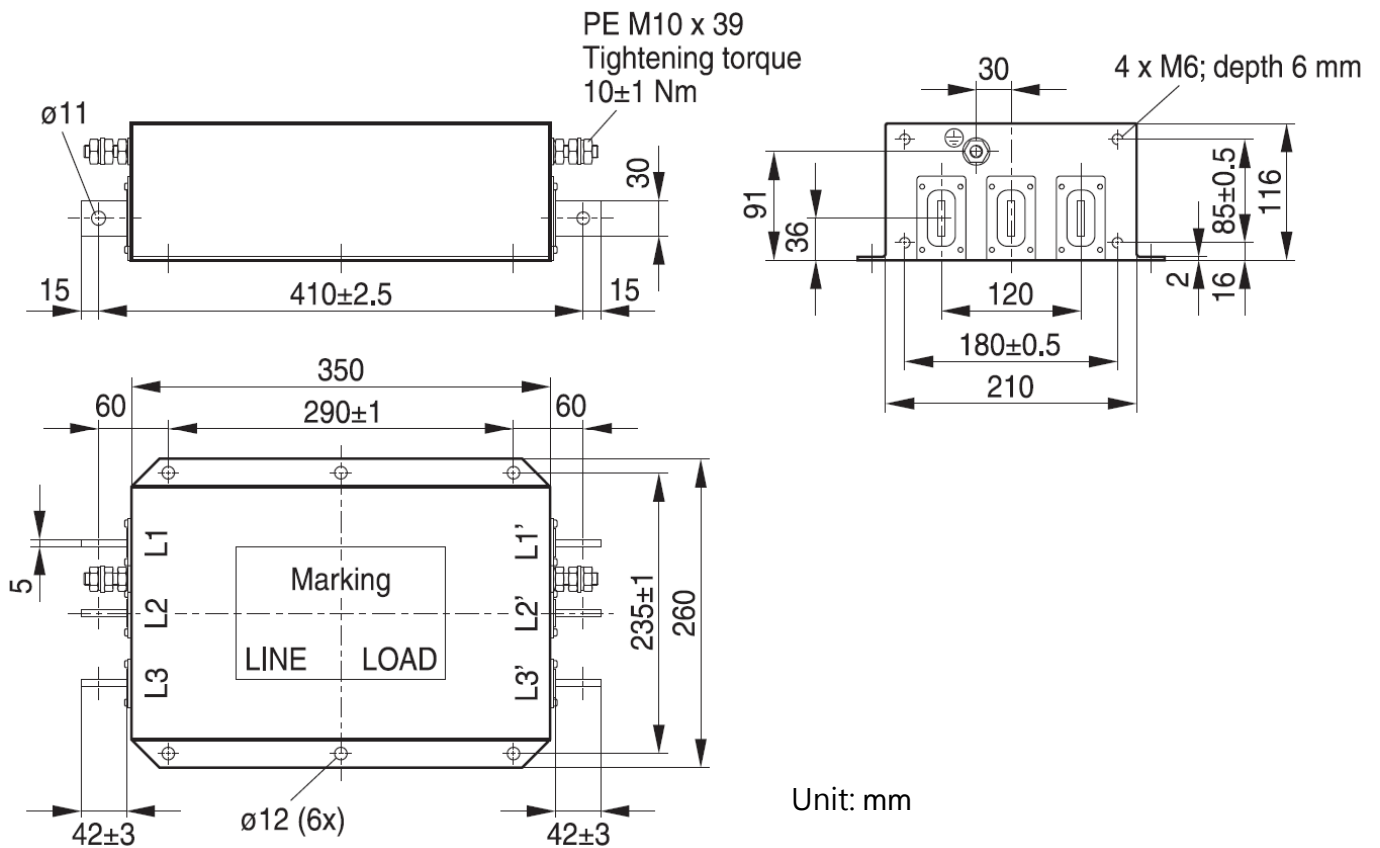 PE M10 x 39
Tightening torque
10±1 Nm
ø11
30
15
410±2.5
15
30
4 x M6; depth 6 mm
91
36
85±0.5
116
2
16
120
180±0.5
210
350
60
290±1
60
L1
L1’
5
Marking
L2
L2’
235±1
260
LINE LOAD
L3
L3’
42±3
ø12 (6x)
42±3
Unit: mm